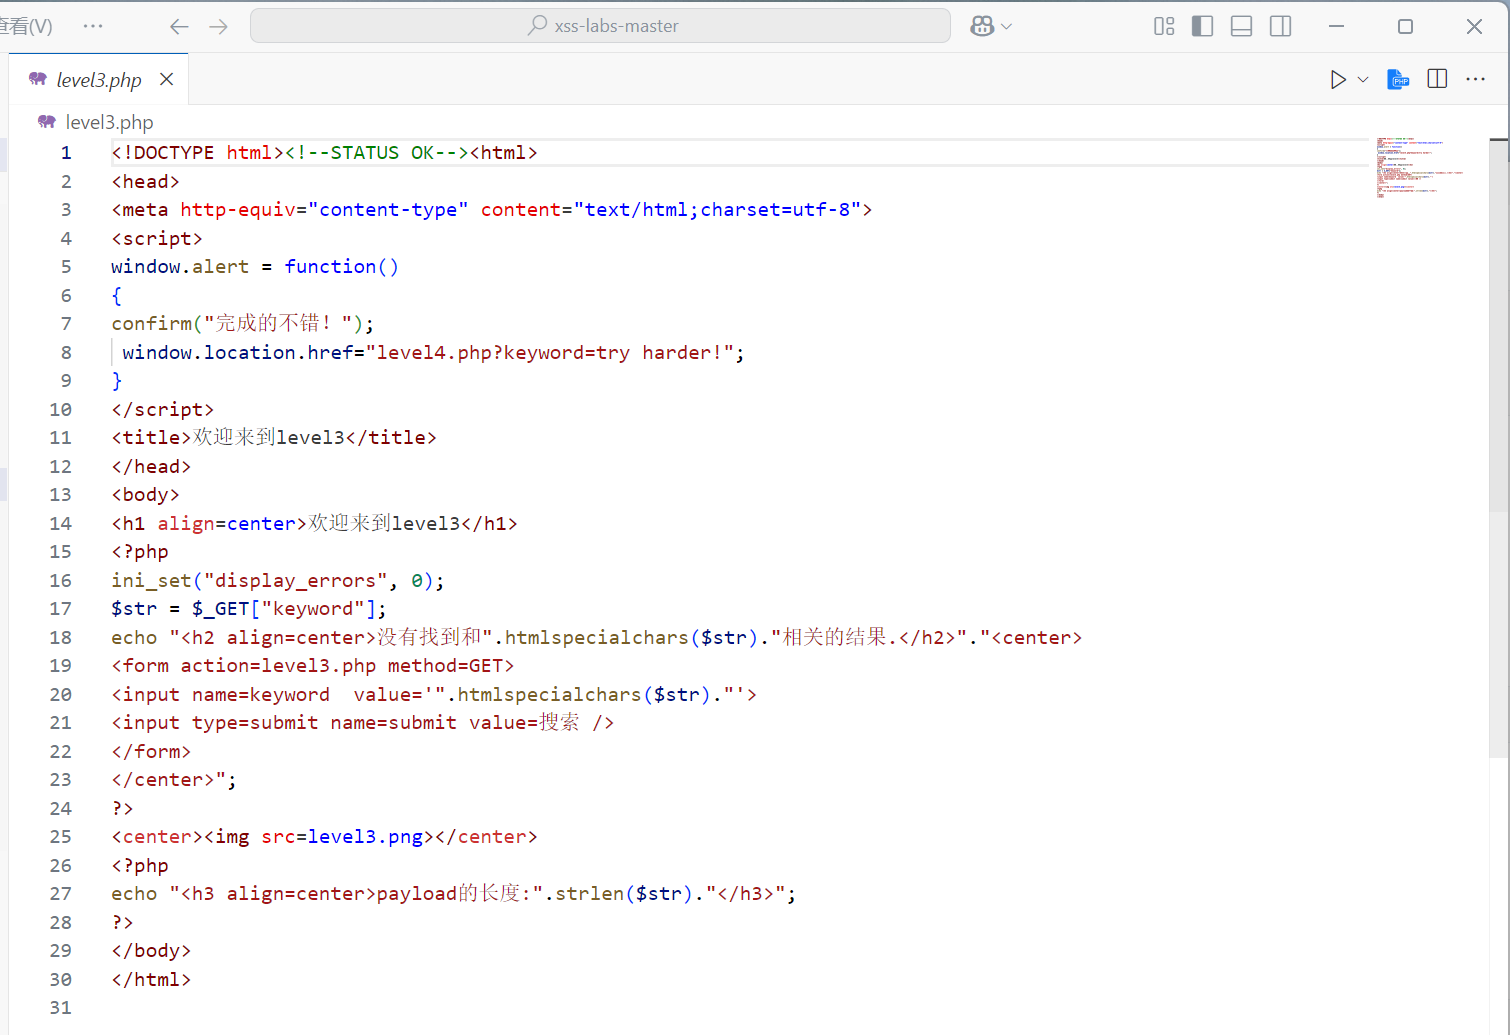 查看(V) ··· xss-labs-master
level3.php
level3.php
1 <!DOCTYPE html><!--STATUS OK--><html>
2 <head>
3 <meta http-equiv="content-type" content="text/html;charset=utf-8">
4 <script>
5 window.alert = function()
6 {
7 confirm("完成的不错！");
8  window.location.href="level4.php?keyword=try harder!";
9 }
10 </script>
11 <title>欢迎来到level3</title>
12 </head>
13 <body>
14 <h1 align=center>欢迎来到level3</h1>
15 <?php
16 ini_set("display_errors", 0);
17 $str = $_GET["keyword"];
18 echo "<h2 align=center>没有找到和".htmlspecialchars($str)."相关的结果.</h2>"."<center>
19 <form action=level3.php method=GET>
20 <input name=keyword  value='".htmlspecialchars($str)."'>
21 <input type=submit name=submit value=搜索 />
22 </form>
23 </center>";
24 ?>
25 <center><img src=level3.png></center>
26 <?php
27 echo "<h3 align=center>payload的长度:".strlen($str)."</h3>";
28 ?>
29 </body>
30 </html>
31